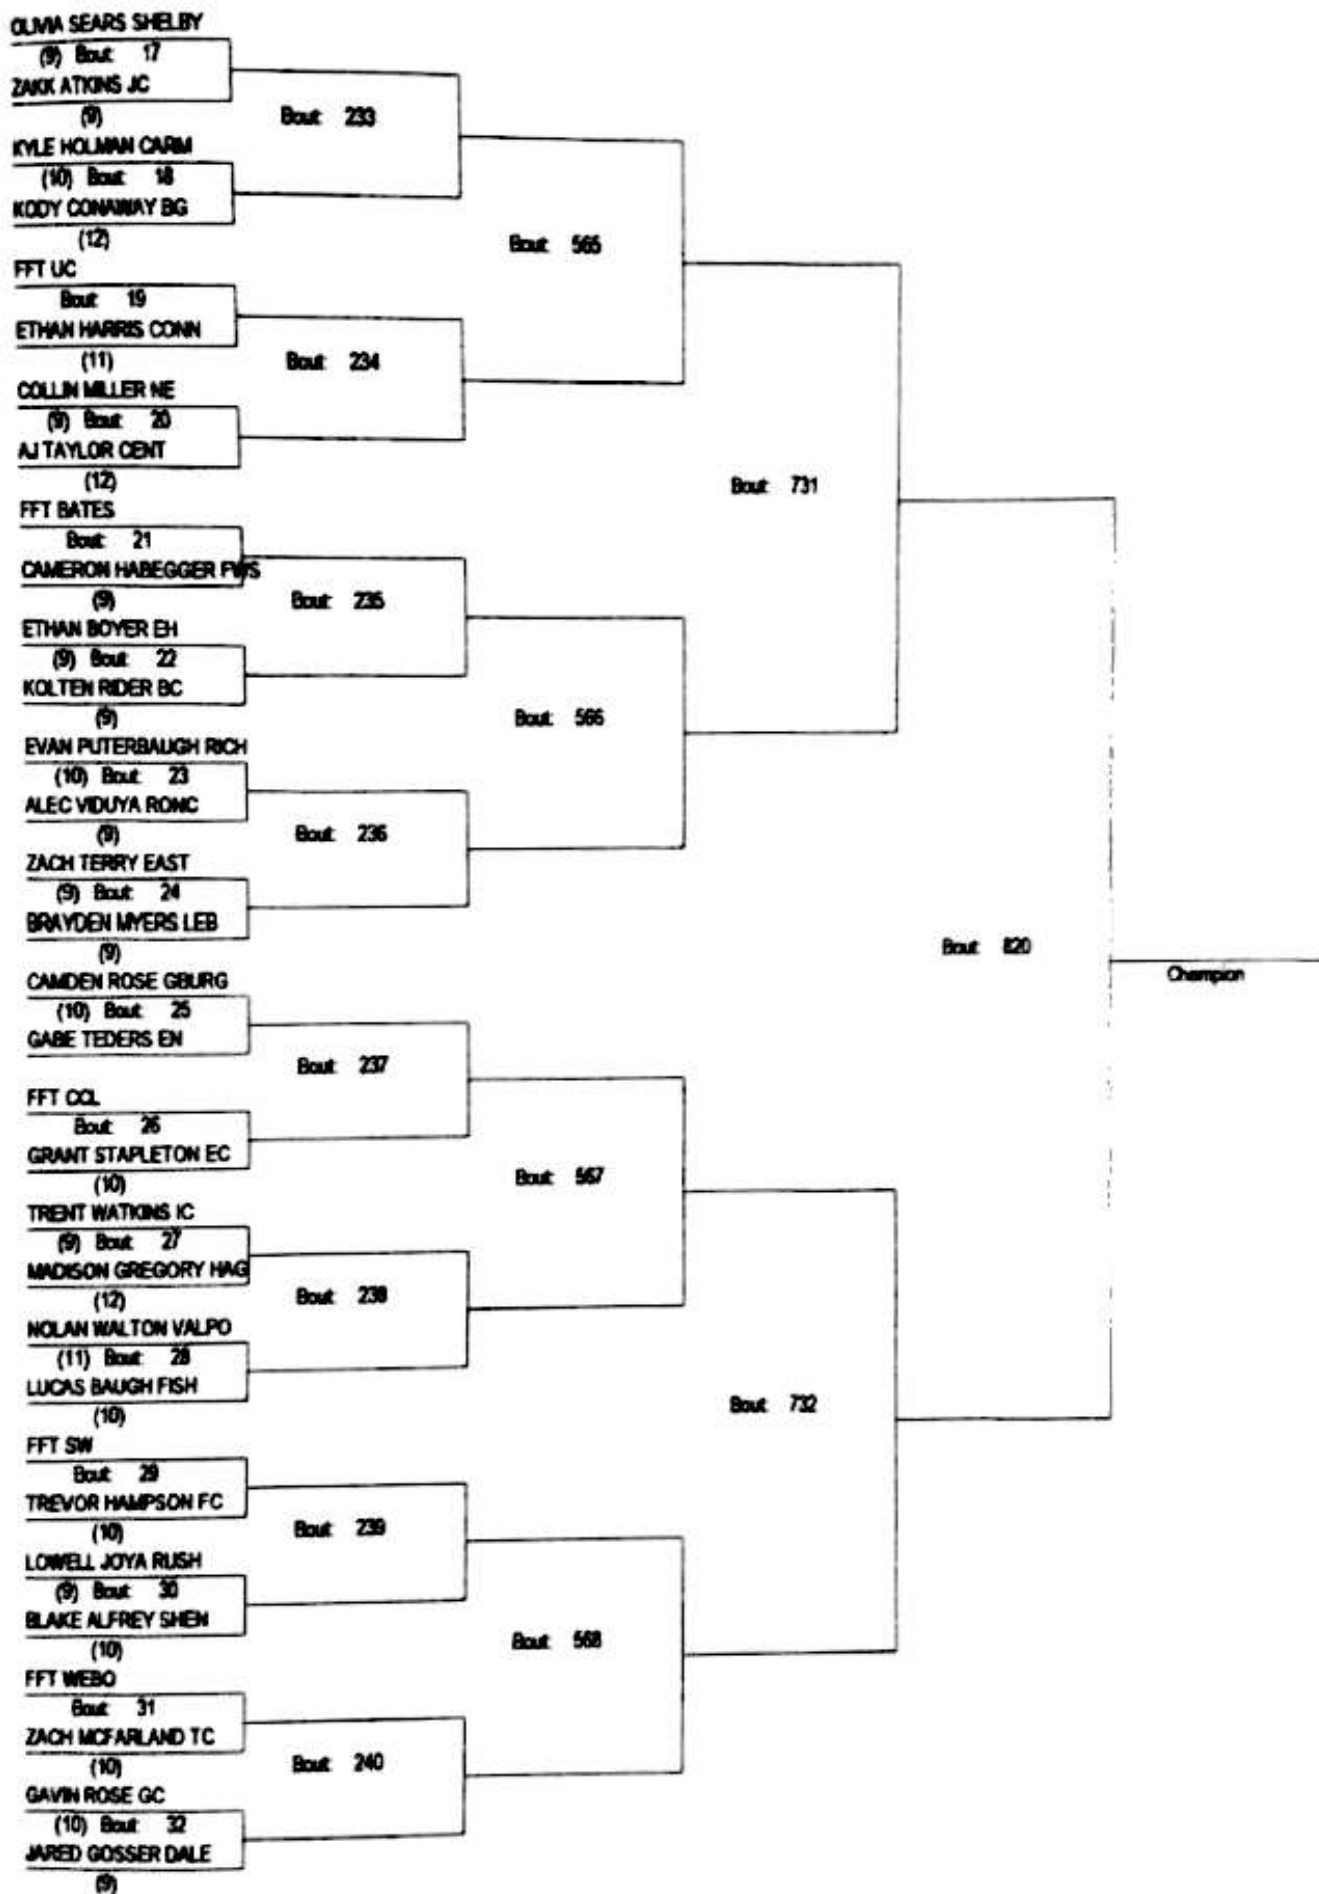 OLIVIA SEARS SHELBY
(9) Bout: 17
ZAKK ATKINS JC
(9)
Bout: 233
KYLE HOLMAN CARM
(10) Bout: 18
KODY CONAWAY BG
(12)
Bout: 565
FFT UC
Bout: 19
ETHAN HARRIS CONN
(11)
Bout: 234
COLLIN MILLER NE
(9) Bout: 20
AJ TAYLOR CENT
(12)
Bout: 731
FFT BATES
Bout: 21
CAMERON HABEGGER FWS
(9)
Bout: 235
ETHAN BOYER EH
(9) Bout: 22
KOLTEN RIDER BC
(9)
Bout: 566
EVAN PUTERBAUGH RICH
(10) Bout: 23
ALEC VIDUYA RONC
(9)
Bout: 236
ZACH TERRY EAST
(9) Bout: 24
BRAYDEN MYERS LEB
(9)
Bout: 820
Champion
CAMDEN ROSE GBURG
(10) Bout: 25
GABE TEDERS EN
Bout: 237
FFT CCL
Bout: 26
GRANT STAPLETON EC
(10)
Bout: 567
TRENT WATKINS IC
(9) Bout: 27
MADISON GREGORY HAG
(12)
Bout: 238
NOLAN WALTON VALPO
(11) Bout: 28
LUCAS BAUGH FISH
(10)
Bout: 732
FFT SW
Bout: 29
TREVOR HAMPSON FC
(10)
Bout: 239
LOWELL JOYA RUSH
(9) Bout: 30
BLAKE ALFREY SHEN
(10)
Bout: 568
FFT WEBO
Bout: 31
ZACH MCFARLAND TC
(10)
Bout: 240
GAVIN ROSE GC
(10) Bout: 32
JARED GOSSER DALE
(9)